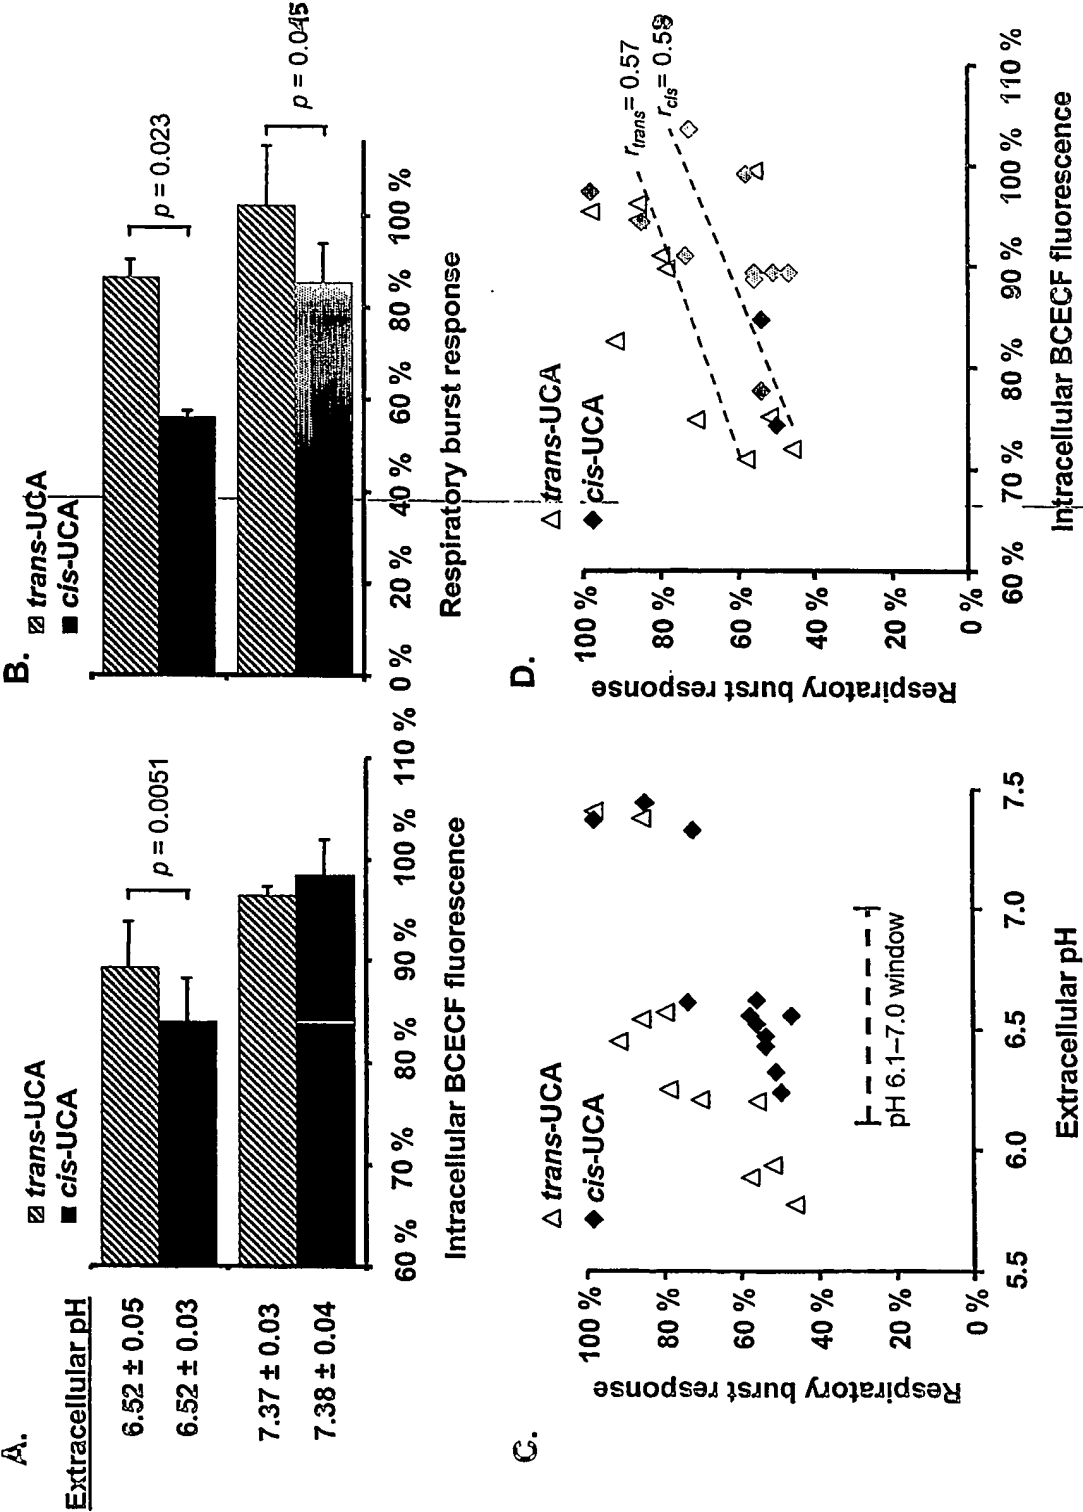 A.
Extracellular pH
6.52 ± 0.05
6.52 ± 0.03
7.37 ± 0.03
7.38 ± 0.04
trans-UCA
cis-UCA
p = 0.0051
60 % 70 % 80 % 90 % 100 % 110 %
Intracellular BCECF fluorescence
B.
trans-UCA
cis-UCA
p = 0.023
p = 0.045
0 % 20 % 40 % 60 % 80 % 100 %
Respiratory burst response
C.
trans-UCA
cis-UCA
100 %
80 %
60 %
40 %
20 %
0 %
Respiratory burst response
pH 6.1–7.0 window
5.5 6.0 6.5 7.0 7.5
Extracellular pH
D.
trans-UCA
cis-UCA
rtrans= 0.57
rcis= 0.59
100 %
80 %
60 %
40 %
20 %
0 %
Respiratory burst response
60 % 70 % 80 % 90 % 100 % 110 %
Intracellular BCECF fluorescence